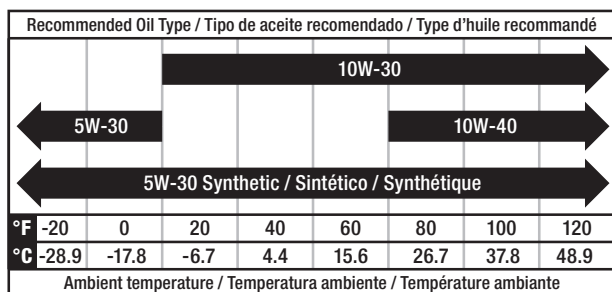 Recommended Oil Type / Tipo de aceite recomendado / Type d’huile recommandé
10W-30
5W-30 10W-40
5W-30 Synthetic / Sintético / Synthétique
°F -20 0 20 40 60 80 100 120
°C -28.9 -17.8 -6.7 4.4 15.6 26.7 37.8 48.9
Ambient temperature / Temperatura ambiente / Température ambiante